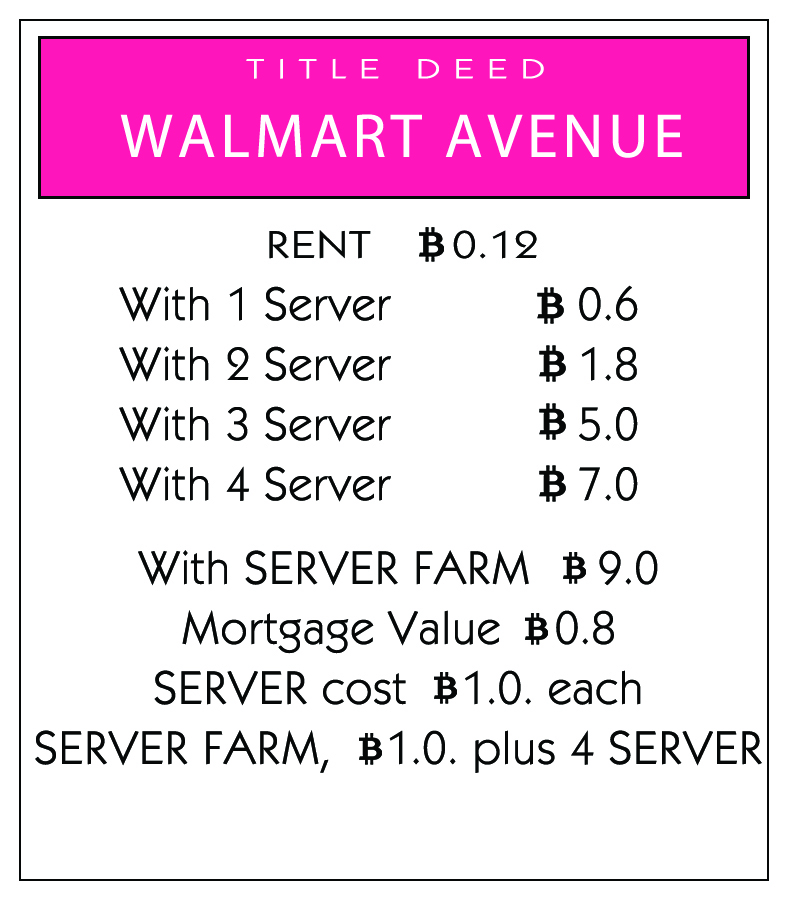 TITLE DEED
WALMART AVENUE
RENT ₿0.12
With 1 Server ₿ 0.6
With 2 Server ₿ 1.8
With 3 Server ₿ 5.0
With 4 Server ₿ 7.0
With SERVER FARM ₿ 9.0
Mortgage Value ₿0.8
SERVER cost ₿1.0. each
SERVER FARM, ₿1.0. plus 4 SERVER